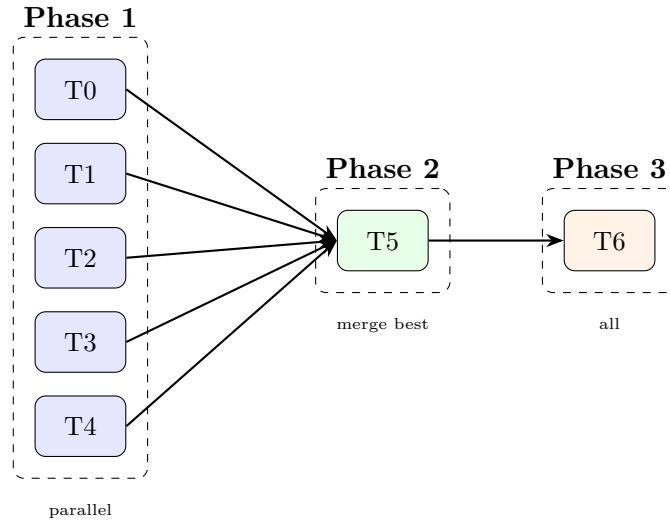 Phase 1
T0
T1
T2
T3
T4
parallel
Phase 2
T5
merge best
Phase 3
T6
all